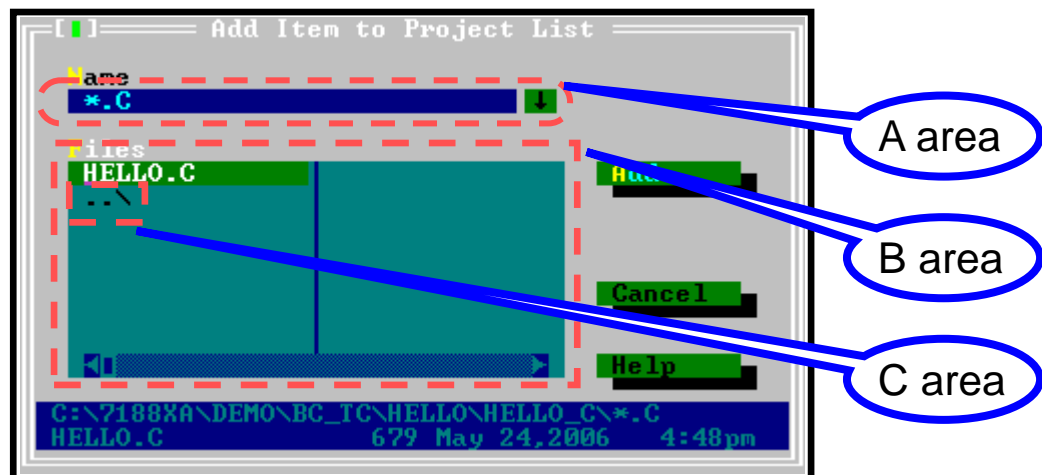 [▮] Add Item to Project List
Name
*.C ↓
Files
HELLO.C
..\
Add
Cancel
Help
C:\7188XA\DEMO\BC_TC\HELLO\HELLO_C\*.C
HELLO.C 679 May 24,2006 4:48pm
A area
B area
C area